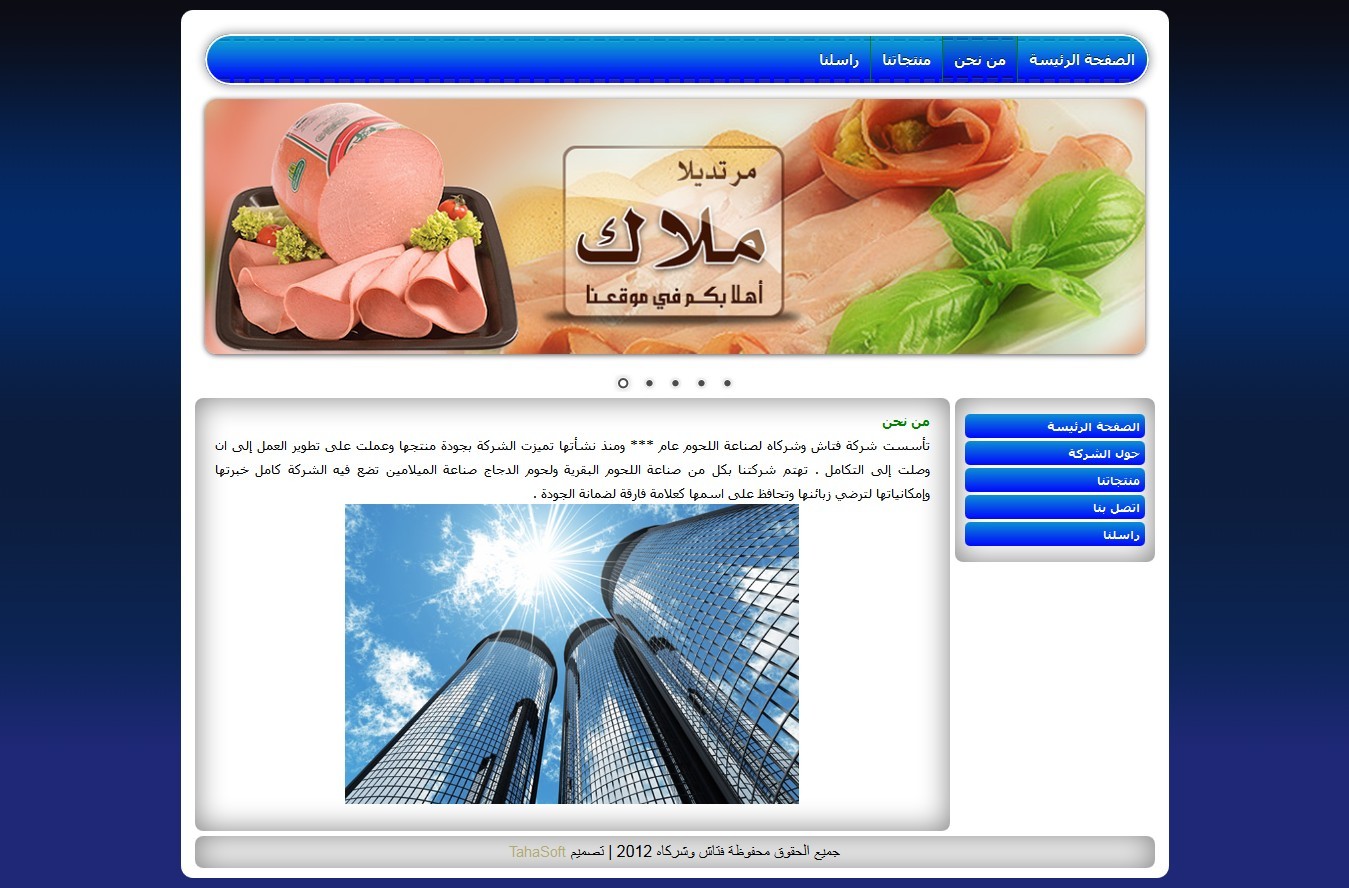 الصفحة الرئيسة
من نحن
منتجاتنا
راسلنا
مرتديلا
ملاك
أهلا بكم في موقعنا
من نحن
تأسست شركة فتاش وشركاه لصناعة اللحوم عام *** ومنذ نشأتها تميزت الشركة بجودة منتجها وعملت على تطوير العمل إلى ان
وصلت إلى التكامل . تهتم شركتنا بكل من صناعة اللحوم البقرية ولحوم الدجاج صناعة الميلامين تضع فيه الشركة كامل خبرتها
وإمكانياتها لترضي زبائنها وتحافظ على اسمها كعلامة فارقة لضمانة الجودة .
الصفحة الرئيسة
حول الشركة
منتجاتنا
اتصل بنا
راسلنا
جميع الحقوق محفوظة فتاش وشركاه 2012 | تصميم TahaSoft